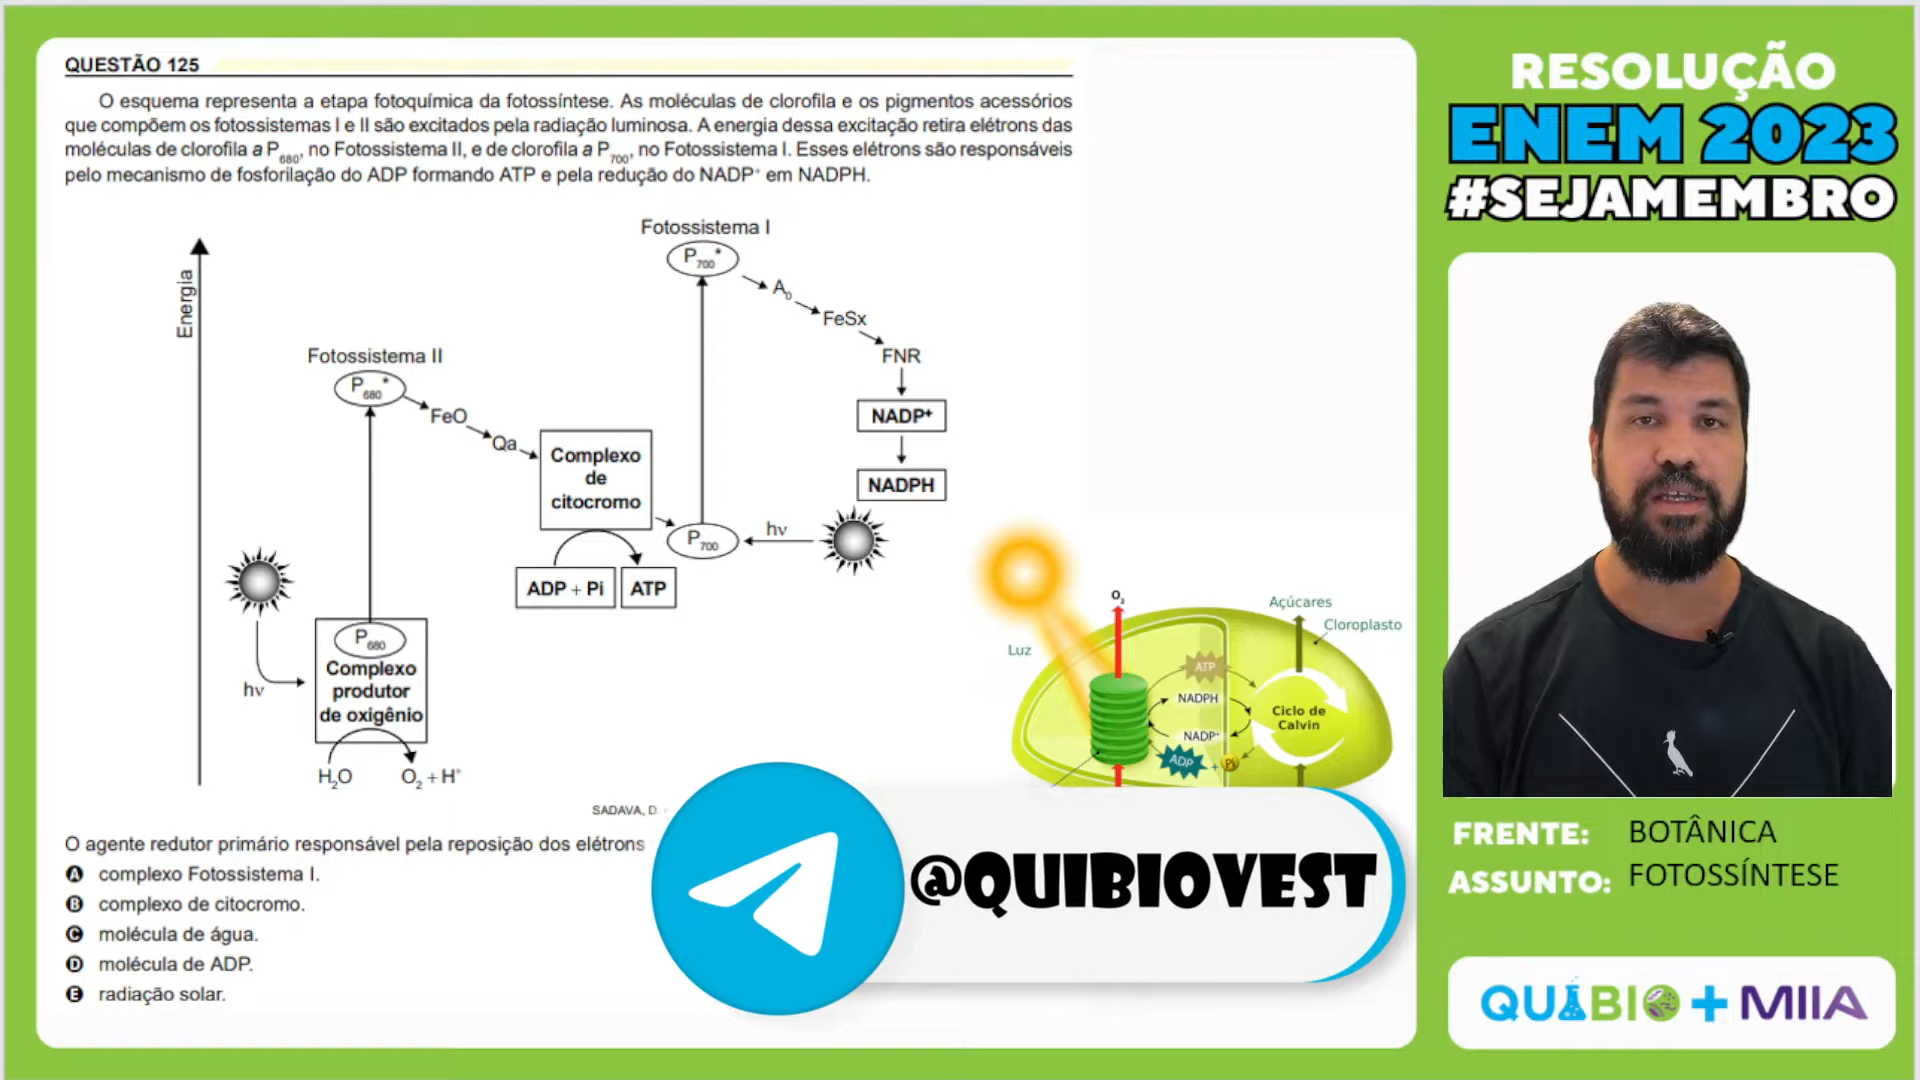 QUESTÃO 125
O esquema representa a etapa fotoquímica da fotossíntese. As moléculas de clorofila e os pigmentos acessórios
que compõem os fotossistemas I e II são excitados pela radiação luminosa. A energia dessa excitação retira elétrons das
moléculas de clorofila a P680, no Fotossistema II, e de clorofila a P700, no Fotossistema I. Esses elétrons são responsáveis
pelo mecanismo de fosforilação do ADP formando ATP e pela redução do NADP+ em NADPH.
Energia
Fotossistema I
P700*
A0
FeSx
FNR
NADP+
NADPH
Fotossistema II
P680*
FeO
Qa
Complexo
de
citocromo
P700
hν
ADP + Pi
ATP
P680
Complexo
produtor
de oxigênio
hν
H2O
O2 + H+
SADAVA, D.
O agente redutor primário responsável pela reposição dos elétrons
A complexo Fotossistema I.
B complexo de citocromo.
C molécula de água.
D molécula de ADP.
E radiação solar.
O2
Luz
Açúcares
Cloroplasto
ATP
NADPH
NADP+
ADP + Pi
Ciclo de
Calvin
@QUIBIOVEST
RESOLUÇÃO
ENEM 2023
#SEJAMEMBRO
FRENTE: BOTÂNICA
ASSUNTO: FOTOSSÍNTESE
QUIBIO + MIIA